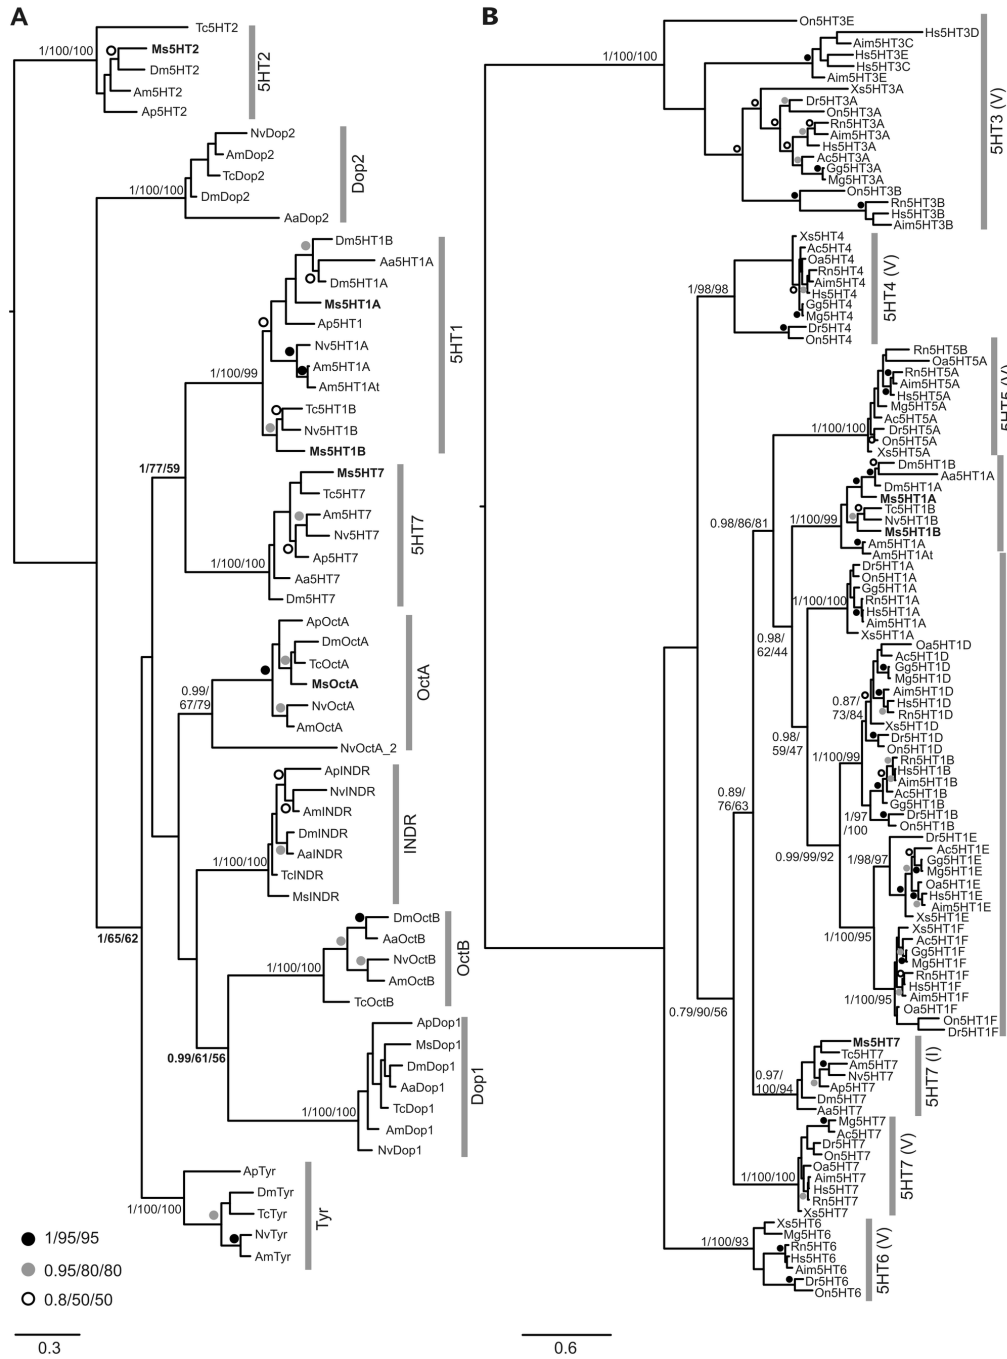 A
Tc5HT2
1/100/100
Ms5HT2
Dm5HT2
Am5HT2
Ap5HT2
5HT2
NvDop2
AmDop2
TcDop2
1/100/100
DmDop2
AaDop2
Dop2
Dm5HT1B
Aa5HT1A
Dm5HT1A
Ms5HT1A
Ap5HT1
Nv5HT1A
Am5HT1A
1/100/99
Am5HT1At
Tc5HT1B
Nv5HT1B
Ms5HT1B
5HT1
1/77/59
Ms5HT7
Tc5HT7
Am5HT7
Nv5HT7
Ap5HT7
1/100/100
Aa5HT7
Dm5HT7
5HT7
ApOctA
DmOctA
TcOctA
MsOctA
0.99/
67/79
NvOctA
AmOctA
NvOctA_2
OctA
ApINDR
NvINDR
AmINDR
DmINDR
AaINDR
1/100/100
TcINDR
MsINDR
INDR
DmOctB
1/65/62
AaOctB
NvOctB
1/100/100
AmOctB
TcOctB
OctB
ApDop1
MsDop1
0.99/61/56
DmDop1
AaDop1
TcDop1
1/100/100
AmDop1
NvDop1
Dop1
ApTyr
DmTyr
1/100/100
TcTyr
NvTyr
AmTyr
Tyr
1/95/95
0.95/80/80
0.8/50/50
0.3
B
On5HT3E
Hs5HT3D
Aim5HT3C
1/100/100
Hs5HT3E
Hs5HT3C
Aim5HT3E
Xs5HT3A
Dr5HT3A
On5HT3A
Rn5HT3A
Aim5HT3A
Hs5HT3A
Ac5HT3A
Gg5HT3A
Mg5HT3A
On5HT3B
Rn5HT3B
Hs5HT3B
Aim5HT3B
5HT3 (V)
Xs5HT4
Ac5HT4
Oa5HT4
Rn5HT4
Aim5HT4
1/98/98
Hs5HT4
Gg5HT4
Mg5HT4
Dr5HT4
On5HT4
5HT4 (V)
Rn5HT5B
Oa5HT5A
Rn5HT5A
Aim5HT5A
Hs5HT5A
Mg5HT5A
Ac5HT5A
1/100/100
Dr5HT5A
On5HT5A
Xs5HT5A
5HT5 (V)
Dm5HT1B
Aa5HT1A
Dm5HT1A
Ms5HT1A
Tc5HT1B
0.98/86/81
1/100/99
Nv5HT1B
Ms5HT1B
Am5HT1A
Am5HT1At
Dr5HT1A
On5HT1A
Gg5HT1A
1/100/100
Rn5HT1A
Hs5HT1A
Aim5HT1A
Xs5HT1A
0.98/
62/44
Oa5HT1D
Ac5HT1D
Gg5HT1D
Mg5HT1D
Aim5HT1D
0.87/
73/84
Hs5HT1D
Rn5HT1D
Xs5HT1D
Dr5HT1D
0.98/
59/47
On5HT1D
1/100/99
Rn5HT1B
Hs5HT1B
Aim5HT1B
Ac5HT1B
0.89/
76/63
Gg5HT1B
1/97
/100
Dr5HT1B
On5HT1B
Dr5HT1E
0.99/99/92
Ac5HT1E
1/98/97
Gg5HT1E
Mg5HT1E
Oa5HT1E
Hs5HT1E
Aim5HT1E
Xs5HT1E
Xs5HT1F
1/100/95
Ac5HT1F
Gg5HT1F
Mg5HT1F
Rn5HT1F
Hs5HT1F
1/100/95
Aim5HT1F
Oa5HT1F
0.79/90/56
On5HT1F
Dr5HT1F
Ms5HT7
Tc5HT7
Am5HT7
0.97/
100/94
Nv5HT7
Ap5HT7
Dm5HT7
Aa5HT7
5HT7 (I)
Mg5HT7
Ac5HT7
Dr5HT7
On5HT7
Oa5HT7
1/100/100
Aim5HT7
Hs5HT7
Rn5HT7
Xs5HT7
5HT7 (V)
Xs5HT6
Mg5HT6
1/100/93
Rn5HT6
Hs5HT6
Aim5HT6
Dr5HT6
On5HT6
5HT6 (V)
0.6